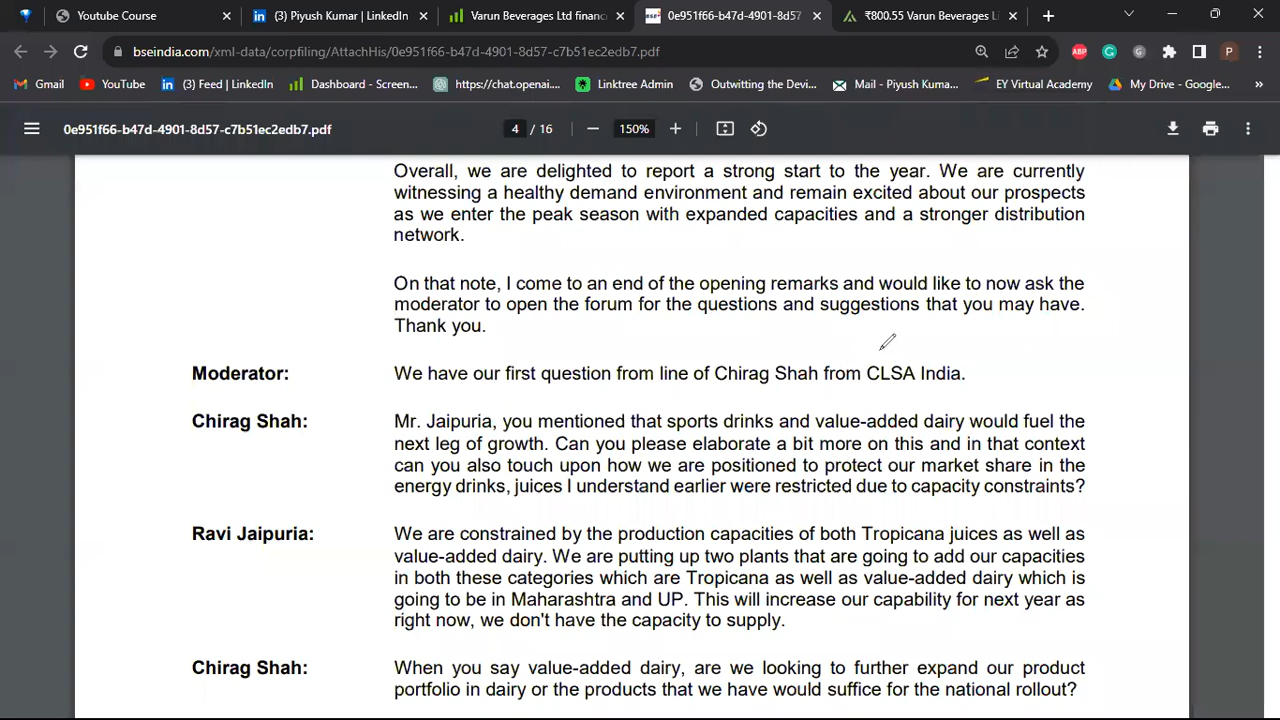 Youtube Course
(3) Piyush Kumar | LinkedIn
Varun Beverages Ltd financ
0e951f66-b47d-4901-8d57-c7b51
₹800.55 Varun Beverages Li
bseindia.com/xml-data/corpfiling/AttachHis/0e951f66-b47d-4901-8d57-c7b51ec2edb7.pdf
Gmail
YouTube
(3) Feed | LinkedIn
Dashboard - Screen...
https://chat.openai....
Linktree Admin
Outwitting the Devi...
Mail - Piyush Kuma...
EY Virtual Academy
My Drive - Google...
0e951f66-b47d-4901-8d57-c7b51ec2edb7.pdf
4 / 16
150%
Overall, we are delighted to report a strong start to the year. We are currently
witnessing a healthy demand environment and remain excited about our prospects
as we enter the peak season with expanded capacities and a stronger distribution
network.
On that note, I come to an end of the opening remarks and would like to now ask the
moderator to open the forum for the questions and suggestions that you may have.
Thank you.
Moderator: We have our first question from line of Chirag Shah from CLSA India.
Chirag Shah: Mr. Jaipuria, you mentioned that sports drinks and value-added dairy would fuel the
next leg of growth. Can you please elaborate a bit more on this and in that context
can you also touch upon how we are positioned to protect our market share in the
energy drinks, juices I understand earlier were restricted due to capacity constraints?
Ravi Jaipuria: We are constrained by the production capacities of both Tropicana juices as well as
value-added dairy. We are putting up two plants that are going to add our capacities
in both these categories which are Tropicana as well as value-added dairy which is
going to be in Maharashtra and UP. This will increase our capability for next year as
right now, we don't have the capacity to supply.
Chirag Shah: When you say value-added dairy, are we looking to further expand our product
portfolio in dairy or the products that we have would suffice for the national rollout?